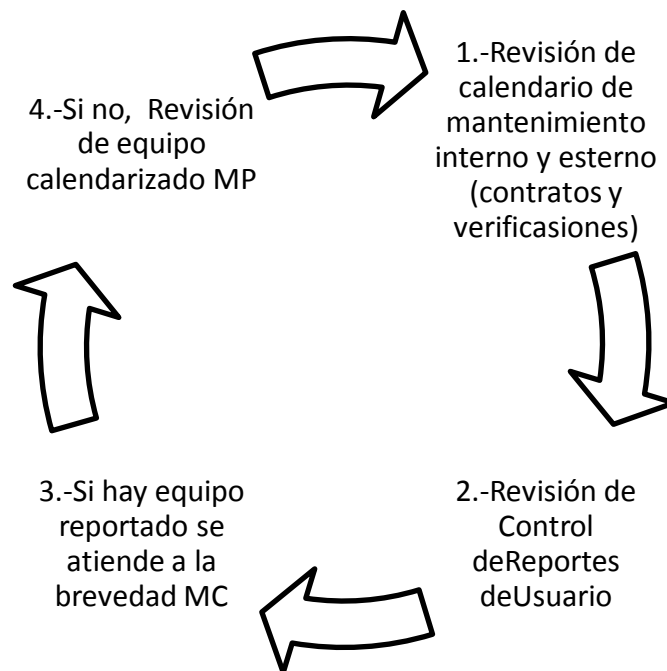 1.-Revisión de
calendario de
mantenimiento
interno y esterno
(contratos y
verificasiones)
2.-Revisión de
Control
deReportes
deUsuario
3.-Si hay equipo
reportado se
atiende a la
brevedad MC
4.-Si no,  Revisión
de equipo
calendarizado MP